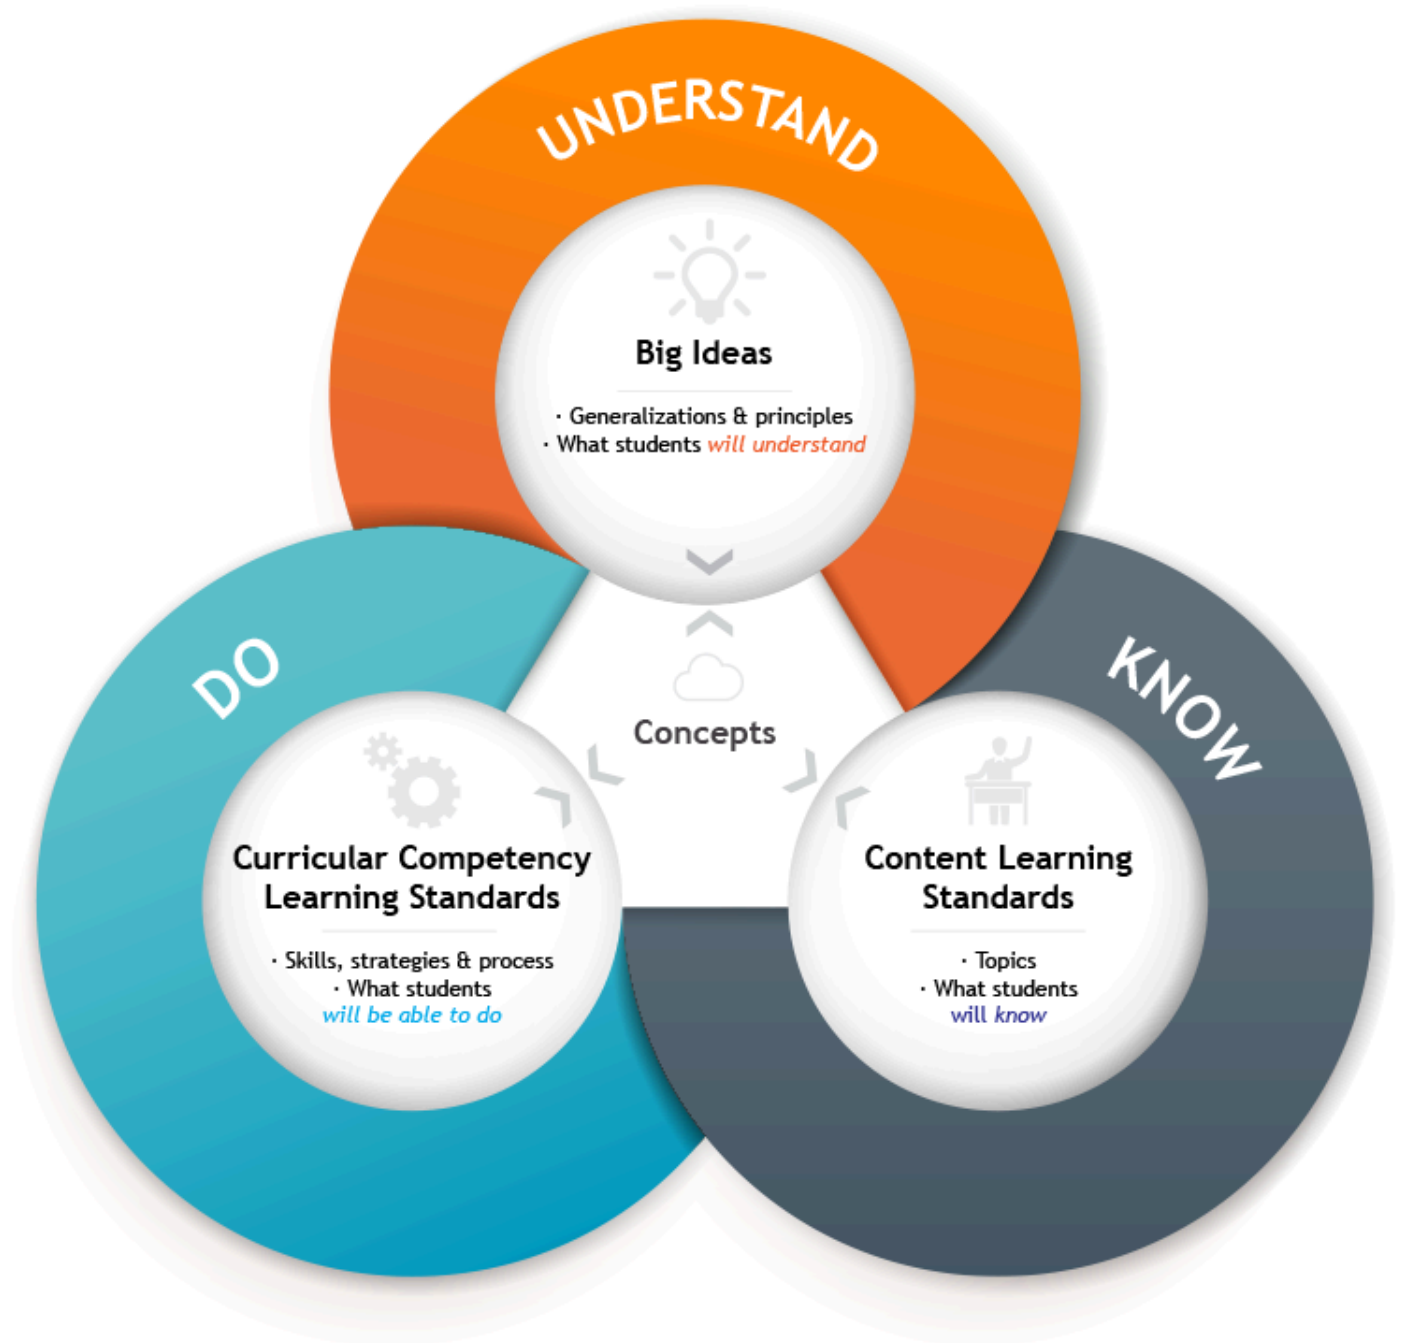 UNDERSTAND
Big Ideas
· Generalizations & principles
· What students will understand
Concepts
DO
Curricular Competency
Learning Standards
· Skills, strategies & process
· What students
will be able to do
KNOW
Content Learning
Standards
· Topics
· What students
will know